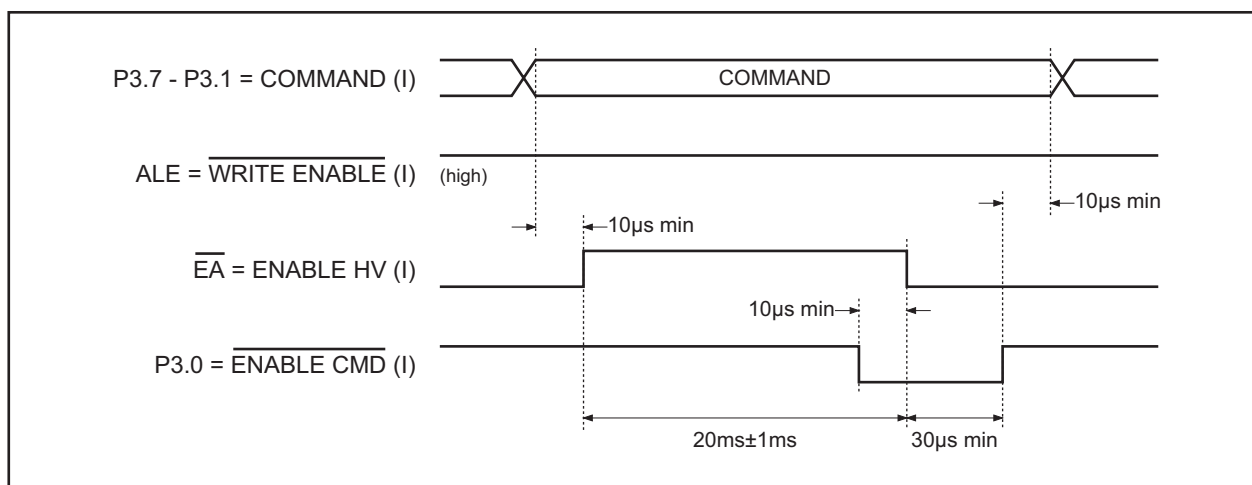 P3.7 - P3.1 = COMMAND (I)
COMMAND
ALE = WRITE ENABLE (I)
(high)
10µs min
10µs min
EA = ENABLE HV (I)
10µs min
P3.0 = ENABLE CMD (I)
20ms±1ms
30µs min